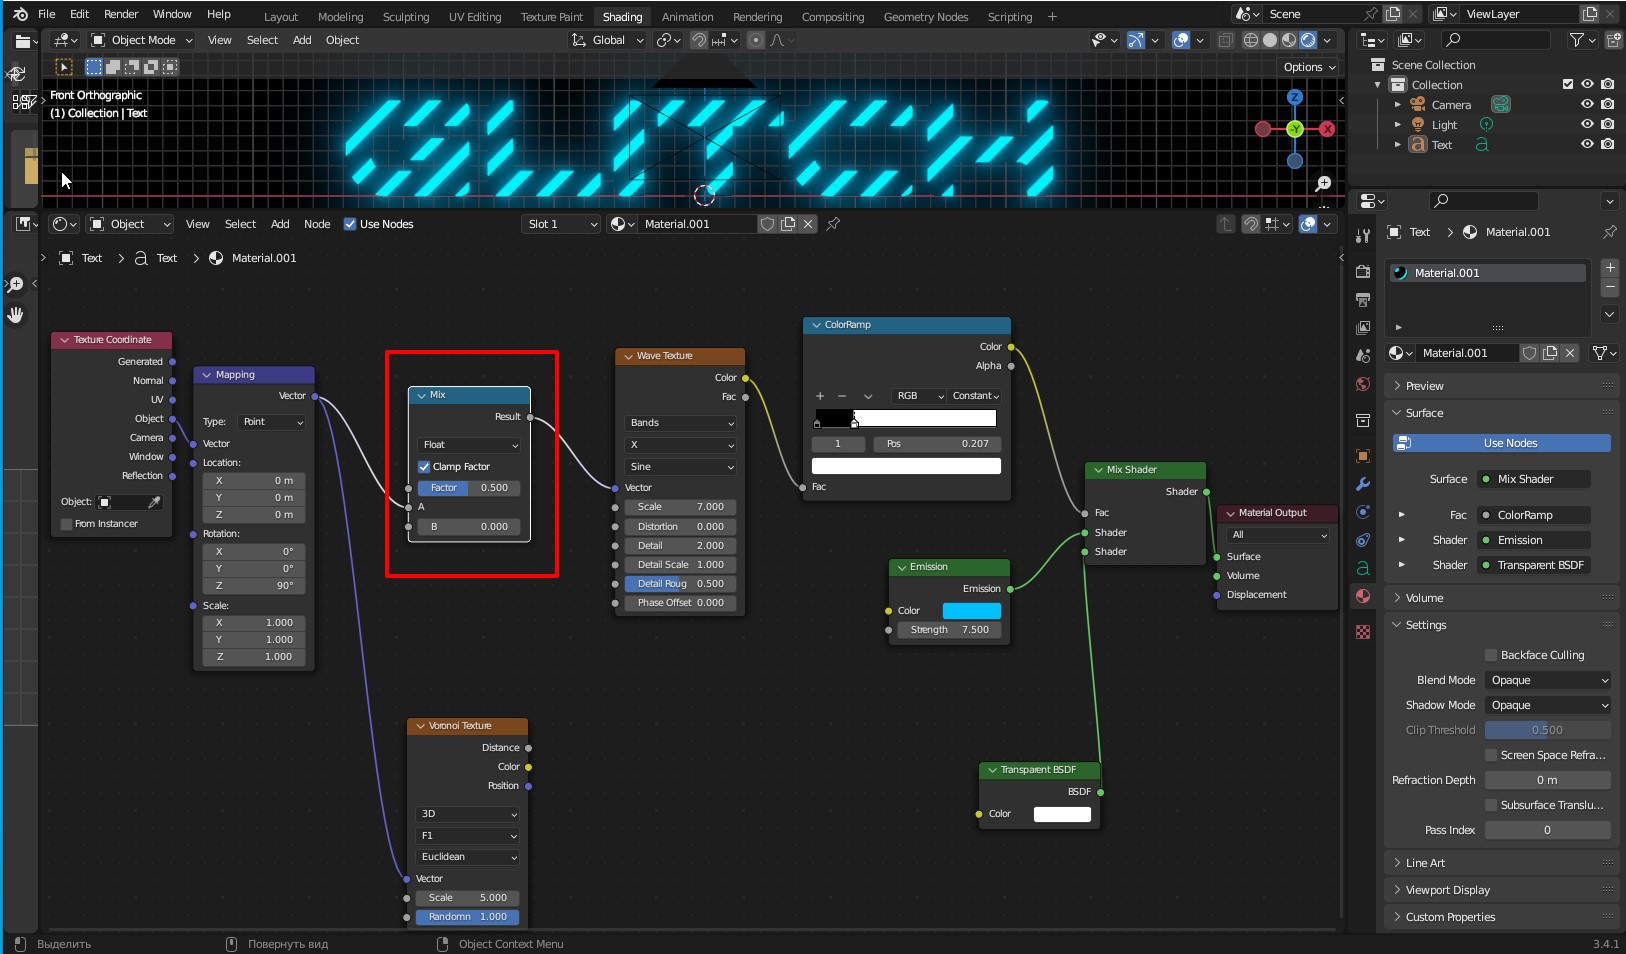 File Edit Render Window Help Layout Modeling Sculpting UV Editing Texture Paint Shading Animation Rendering Compositing Geometry Nodes Scripting + Scene ViewLayer
Object Mode View Select Add Object Global
Options
Front Orthographic
(1) Collection | Text
GLITCH
Z
-Y
X
Scene Collection
Collection
Camera
Light
Text
Object View Select Add Node Use Nodes Slot 1 Material.001
Text > Text > Material.001
Texture Coordinate
Generated
Normal
UV
Object
Camera
Window
Reflection
Object:
From Instancer
Mapping
Vector
Type: Point
Vector
Location:
X 0 m
Y 0 m
Z 0 m
Rotation:
X 0°
Y 0°
Z 90°
Scale:
X 1.000
Y 1.000
Z 1.000
Mix
Result
Float
Clamp Factor
Factor 0.500
A
B 0.000
Voronoi Texture
Distance
Color
Position
3D
F1
Euclidean
Vector
Scale 5.000
Randomn 1.000
Wave Texture
Color
Fac
Bands
X
Sine
Vector
Scale 7.000
Distortion 0.000
Detail 2.000
Detail Scale 1.000
Detail Roug 0.500
Phase Offset 0.000
ColorRamp
Color
Alpha
+ − RGB Constant
1 Pos 0.207
Fac
Emission
Emission
Color
Strength 7.500
Transparent BSDF
BSDF
Color
Mix Shader
Shader
Fac
Shader
Shader
Material Output
All
Surface
Volume
Displacement
Text > Material.001
Material.001
Material.001
Preview
Surface
Use Nodes
Surface Mix Shader
Fac ColorRamp
Shader Emission
Shader Transparent BSDF
Volume
Settings
Backface Culling
Blend Mode Opaque
Shadow Mode Opaque
Clip Threshold 0.500
Screen Space Refra...
Refraction Depth 0 m
Subsurface Translu...
Pass Index 0
Line Art
Viewport Display
Custom Properties
Выделить Повернуть вид Object Context Menu 3.4.1